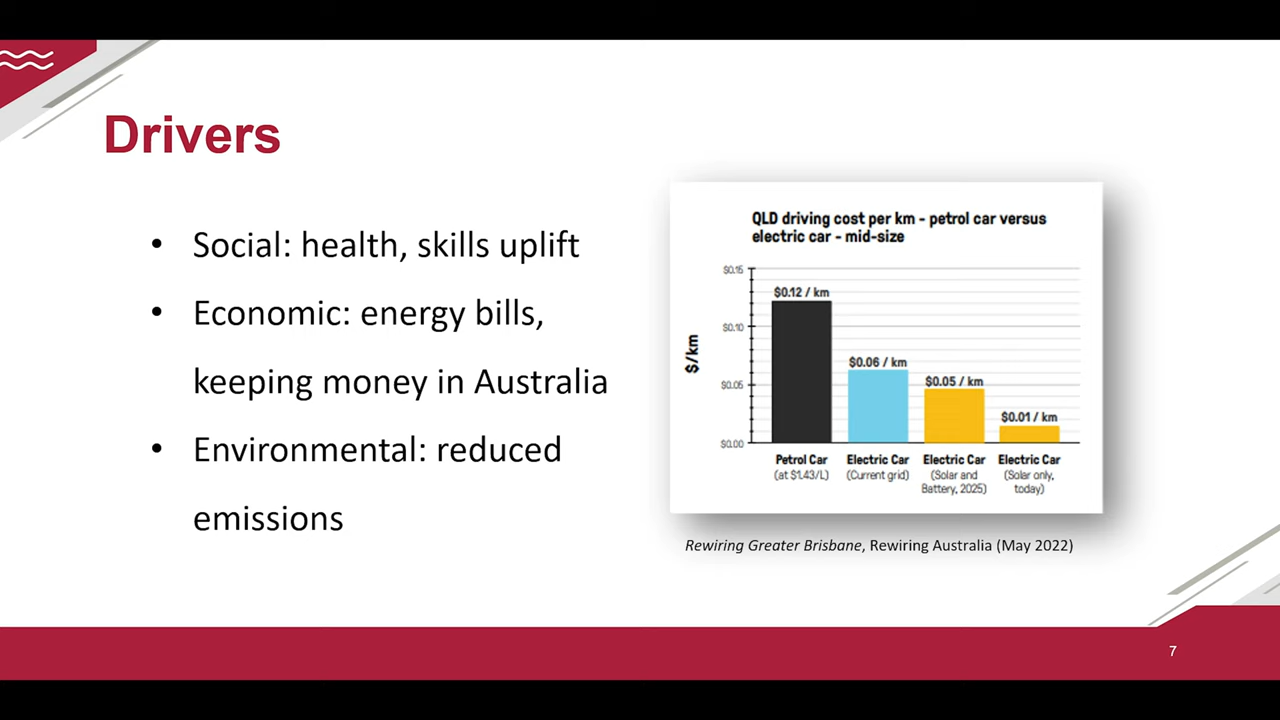 Drivers
• Social: health, skills uplift
• Economic: energy bills,
keeping money in Australia
• Environmental: reduced
emissions
QLD driving cost per km - petrol car versus
electric car - mid-size
$/km
$0.15
$0.10
$0.05
$0.00
$0.12 / km
$0.06 / km
$0.05 / km
$0.01 / km
Petrol Car
(at $1.43/L)
Electric Car
(Current grid)
Electric Car
(Solar and
Battery, 2025)
Electric Car
(Solar only,
today)
Rewiring Greater Brisbane, Rewiring Australia (May 2022)
7